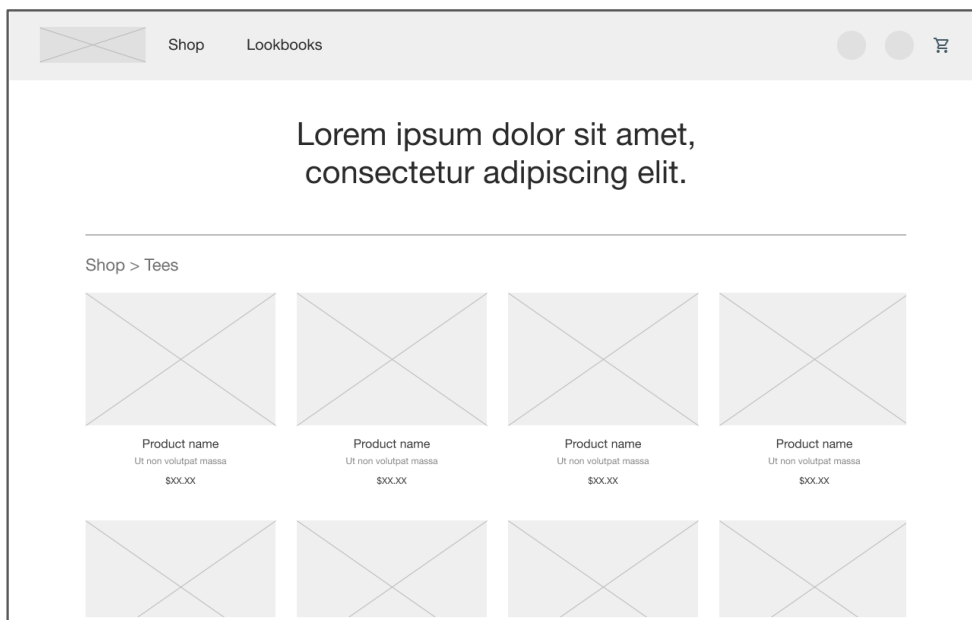 Shop Lookbooks
Lorem ipsum dolor sit amet,
consectetur adipiscing elit.
Shop > Tees
Product name Product name Product name Product name
Ut non volutpat massa Ut non volutpat massa Ut non volutpat massa Ut non volutpat massa
$XX.XX $XX.XX $XX.XX $XX.XX